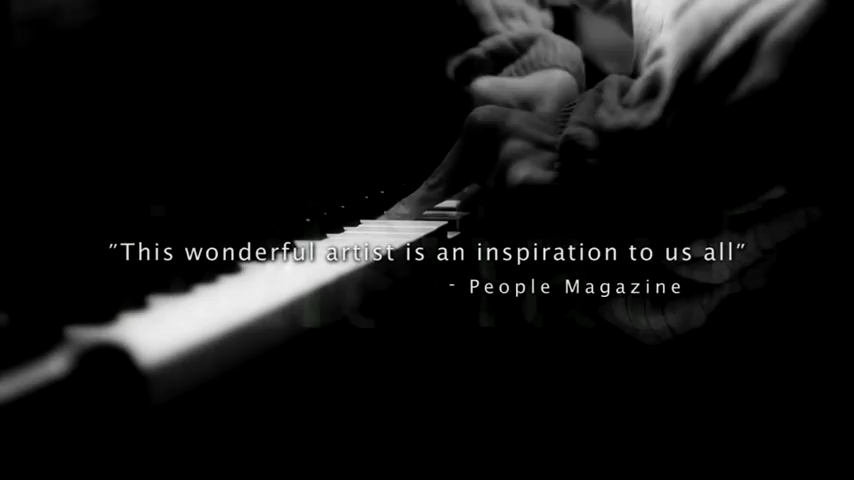 "This wonderful artist is an inspiration to us all"
- People Magazine